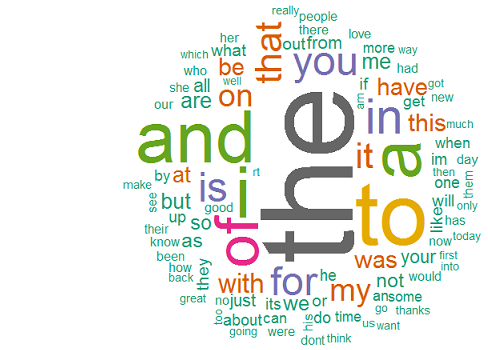 really
people
her
there
love
which
what
that
out
from
more
way
who
be
you
me
had
well
she
all
on
am
if
have
got
our
are
in
get
new
and
the
this
much
when
it
a
im
day
rt
then
make
by
at
is
i
one
them
see
but
good
to
will
only
up
so
of
like
has
their
know
as
now
today
been
was
your
first
how
they
into
back
with
for
he
my
not
would
great
no
just
its
we
or
an
some
too
about
can
his
do
time
us
go
thanks
going
were
want
dont
think